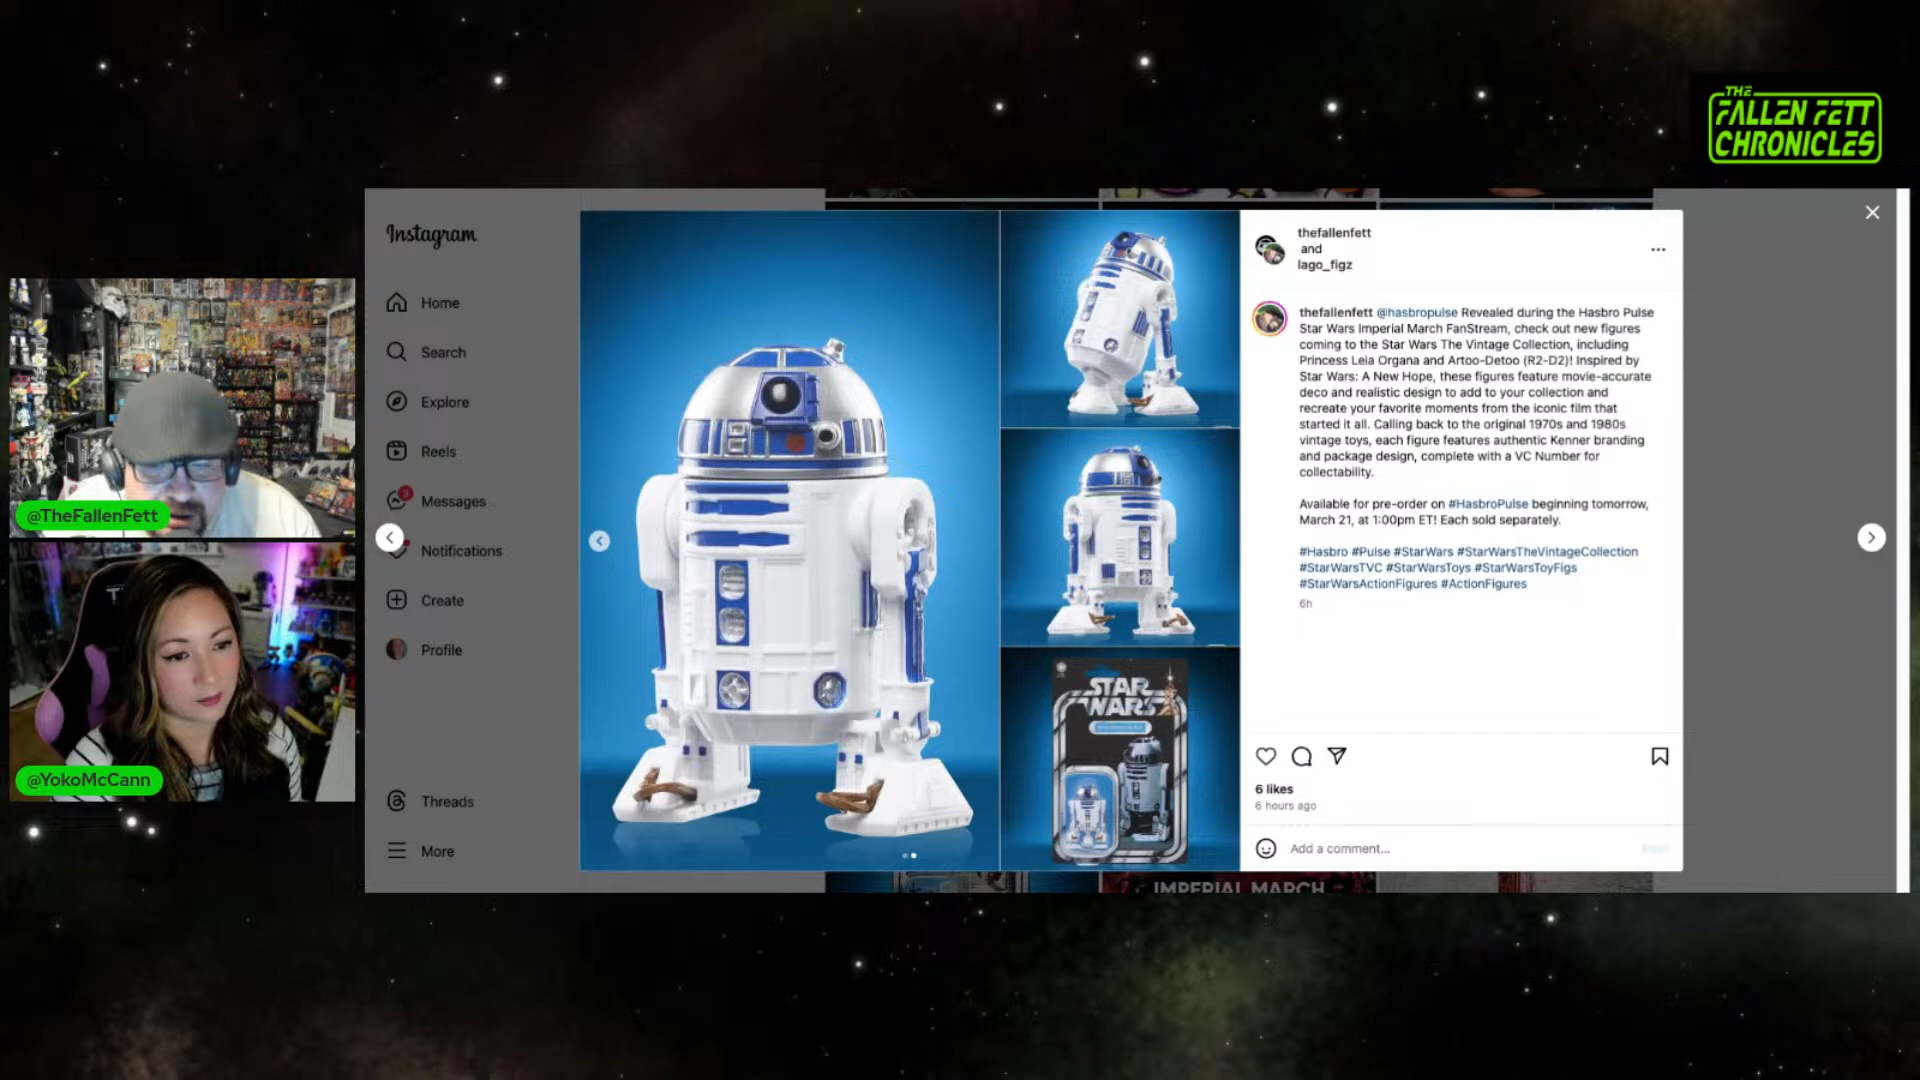 THE
FALLEN FETT
CHRONICLES
Instagram
Home
Search
Explore
Reels
3
Messages
Notifications
Create
Profile
Threads
More
@TheFallenFett
@YokoMcCann
STAR
WARS
thefallenfett
and
lago_figz
thefallenfett @hasbropulse Revealed during the Hasbro Pulse
Star Wars Imperial March FanStream, check out new figures
coming to the Star Wars The Vintage Collection, including
Princess Leia Organa and Artoo-Detoo (R2-D2)! Inspired by
Star Wars: A New Hope, these figures feature movie-accurate
deco and realistic design to add to your collection and
recreate your favorite moments from the iconic film that
started it all. Calling back to the original 1970s and 1980s
vintage toys, each figure features authentic Kenner branding
and package design, complete with a VC Number for
collectability.
Available for pre-order on #HasbroPulse beginning tomorrow,
March 21, at 1:00pm ET! Each sold separately.
#Hasbro #Pulse #StarWars #StarWarsTheVintageCollection
#StarWarsTVC #StarWarsToys #StarWarsToyFigs
#StarWarsActionFigures #ActionFigures
6h
6 likes
6 hours ago
Add a comment...
IMPERIAL MARCH